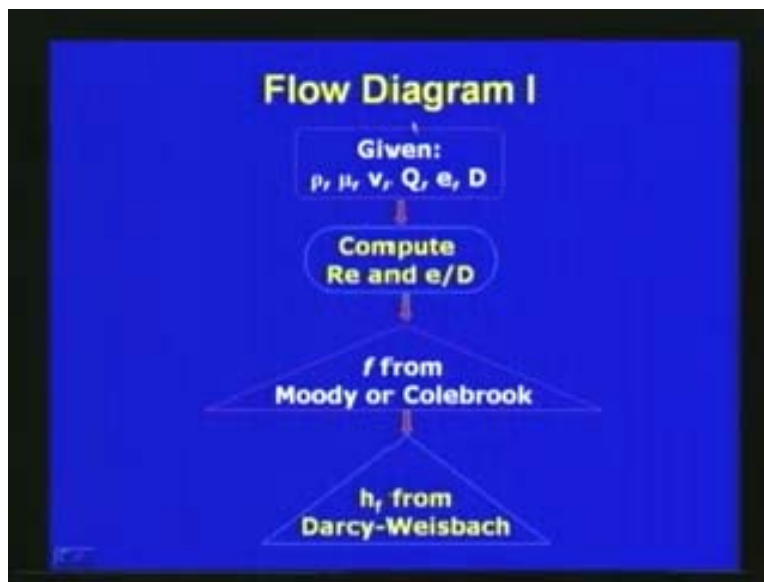 Flow Diagram I
Given:
ρ, μ, v, Q, e, D
Compute
Re and e/D
f from
Moody or Colebrook
hf from
Darcy-Weisbach